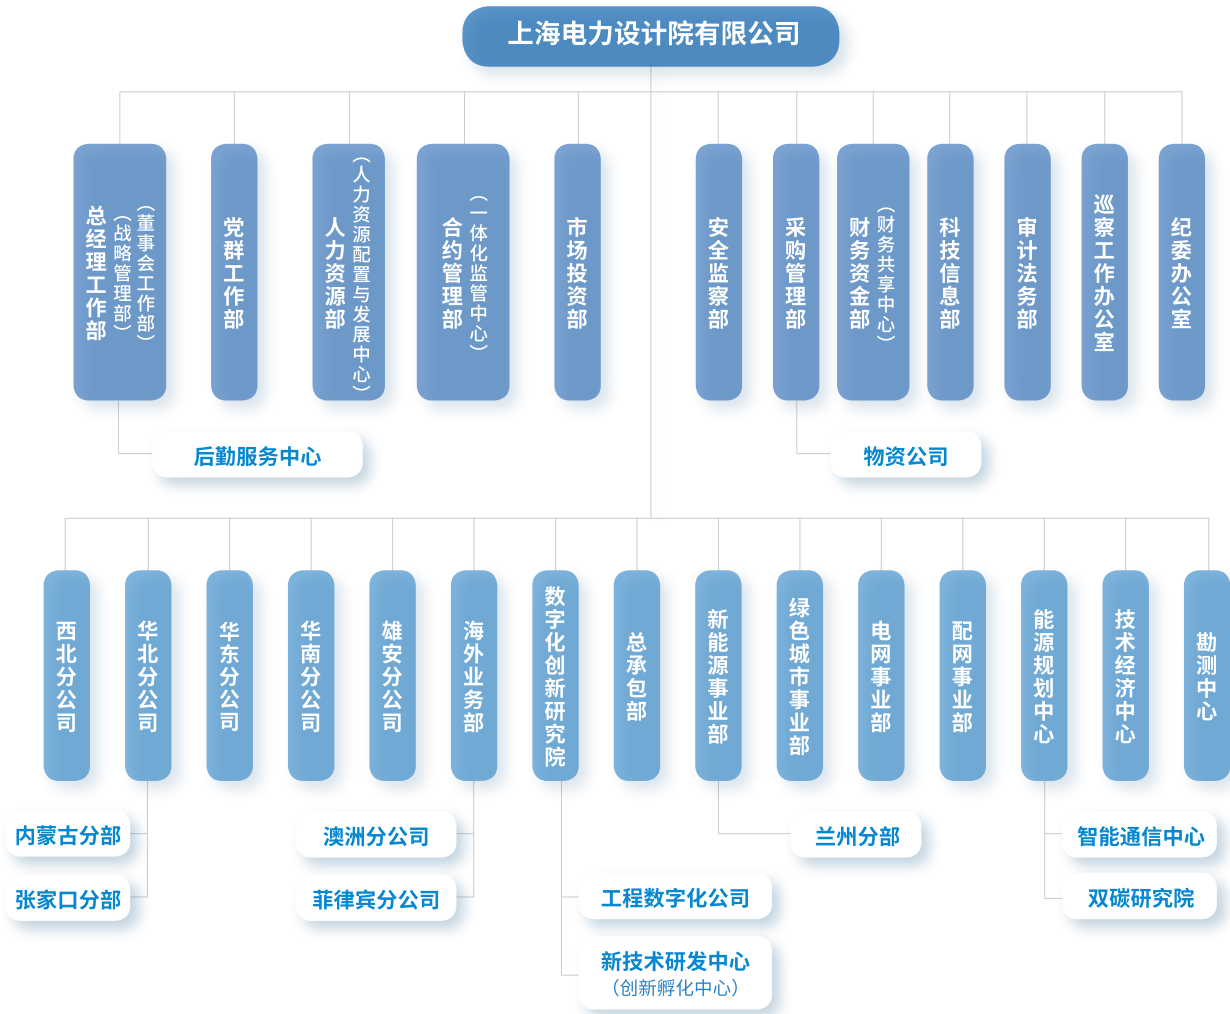 上海电力设计院有限公司
总经理工作部
（战略管理部）
（董事会工作部）
党群工作部
人力资源部
（人力资源配置与发展中心）
合约管理部
（一体化监管中心）
市场投资部
安全监察部
采购管理部
财务资金部
（财务共享中心）
科技信息部
审计法务部
巡察工作办公室
纪委办公室
后勤服务中心
物资公司
西北分公司
华北分公司
华东分公司
华南分公司
雄安分公司
海外业务部
数字化创新研究院
总承包部
新能源事业部
绿色城市事业部
电网事业部
配网事业部
能源规划中心
技术经济中心
勘测中心
内蒙古分部
张家口分部
澳洲分公司
菲律宾分公司
工程数字化公司
新技术研发中心
（创新孵化中心）
兰州分部
智能通信中心
双碳研究院